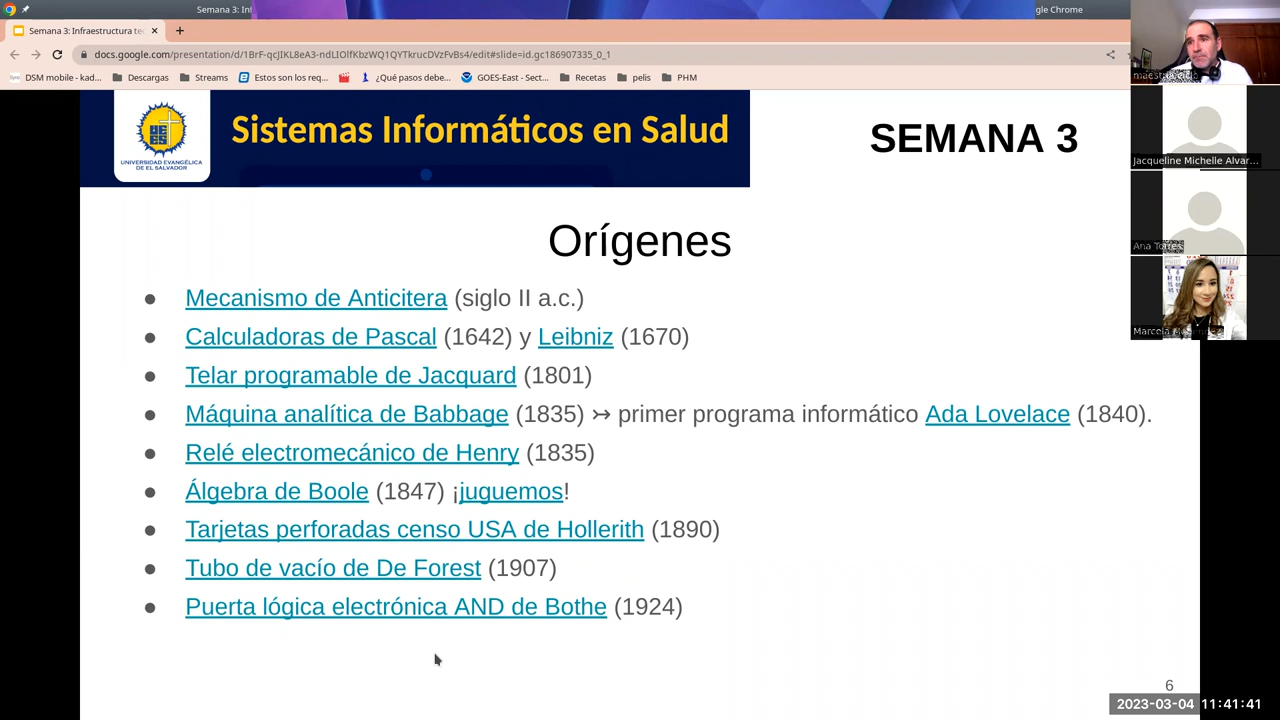 Semana 3: Inf
gle Chrome
Semana 3: Infraestructura te
docs.google.com/presentation/d/1BrF-qcJIKL8eA3-ndLIOlfKbzWQ1QYTkrucDVzFvBs4/edit#slide=id.gc186907335_0_1
DSM mobile - kad...
Descargas
Streams
Estos son los req...
¿Qué pasos debe...
GOES-East - Sect...
Recetas
pelis
PHM
UNIVERSIDAD EVANGÉLICA
DE EL SALVADOR
Sistemas Informáticos en Salud
SEMANA 3
Orígenes
● Mecanismo de Anticitera (siglo II a.c.)
● Calculadoras de Pascal (1642) y Leibniz (1670)
● Telar programable de Jacquard (1801)
● Máquina analítica de Babbage (1835) ↣ primer programa informático Ada Lovelace (1840).
● Relé electromecánico de Henry (1835)
● Álgebra de Boole (1847) ¡juguemos!
● Tarjetas perforadas censo USA de Hollerith (1890)
● Tubo de vacío de De Forest (1907)
● Puerta lógica electrónica AND de Bothe (1924)
6
Jacqueline Michelle Alvar...
Ana Torres
Marcela
2023-03-04 11:41:41